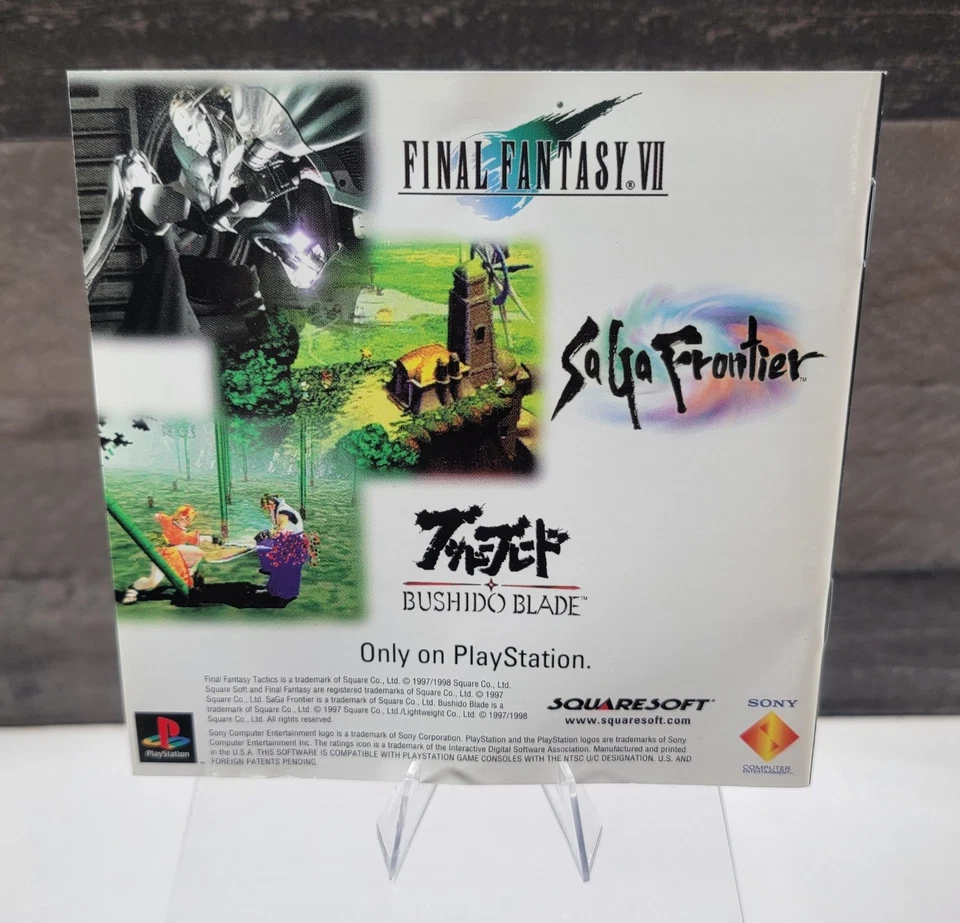 FINAL FANTASY® VII
SaGa Frontier™
ブシドーブレード
BUSHIDO BLADE™
Only on PlayStation.
Final Fantasy Tactics is a trademark of Square Co., Ltd. © 1997/1998 Square Co., Ltd.
Square Soft and Final Fantasy are registered trademarks of Square Co., Ltd. © 1997
Square Co., Ltd. SaGa Frontier is a trademark of Square Co., Ltd. Bushido Blade is a
trademark of Square Co., Ltd. © 1997 Square Co., Ltd./Lightweight Co., Ltd. © 1997/1998
Square Co., Ltd. All rights reserved.
SQUARESOFT®
www.squaresoft.com
SONY
COMPUTER
ENTERTAINMENT™
PlayStation
Sony Computer Entertainment logo is a trademark of Sony Corporation. PlayStation and the PlayStation logos are trademarks of Sony
Computer Entertainment Inc. The ratings icon is a trademark of the Interactive Digital Software Association. Manufactured and printed
in the U.S.A. THIS SOFTWARE IS COMPATIBLE WITH PLAYSTATION GAME CONSOLES WITH THE NTSC U/C DESIGNATION. U.S. AND
FOREIGN PATENTS PENDING.